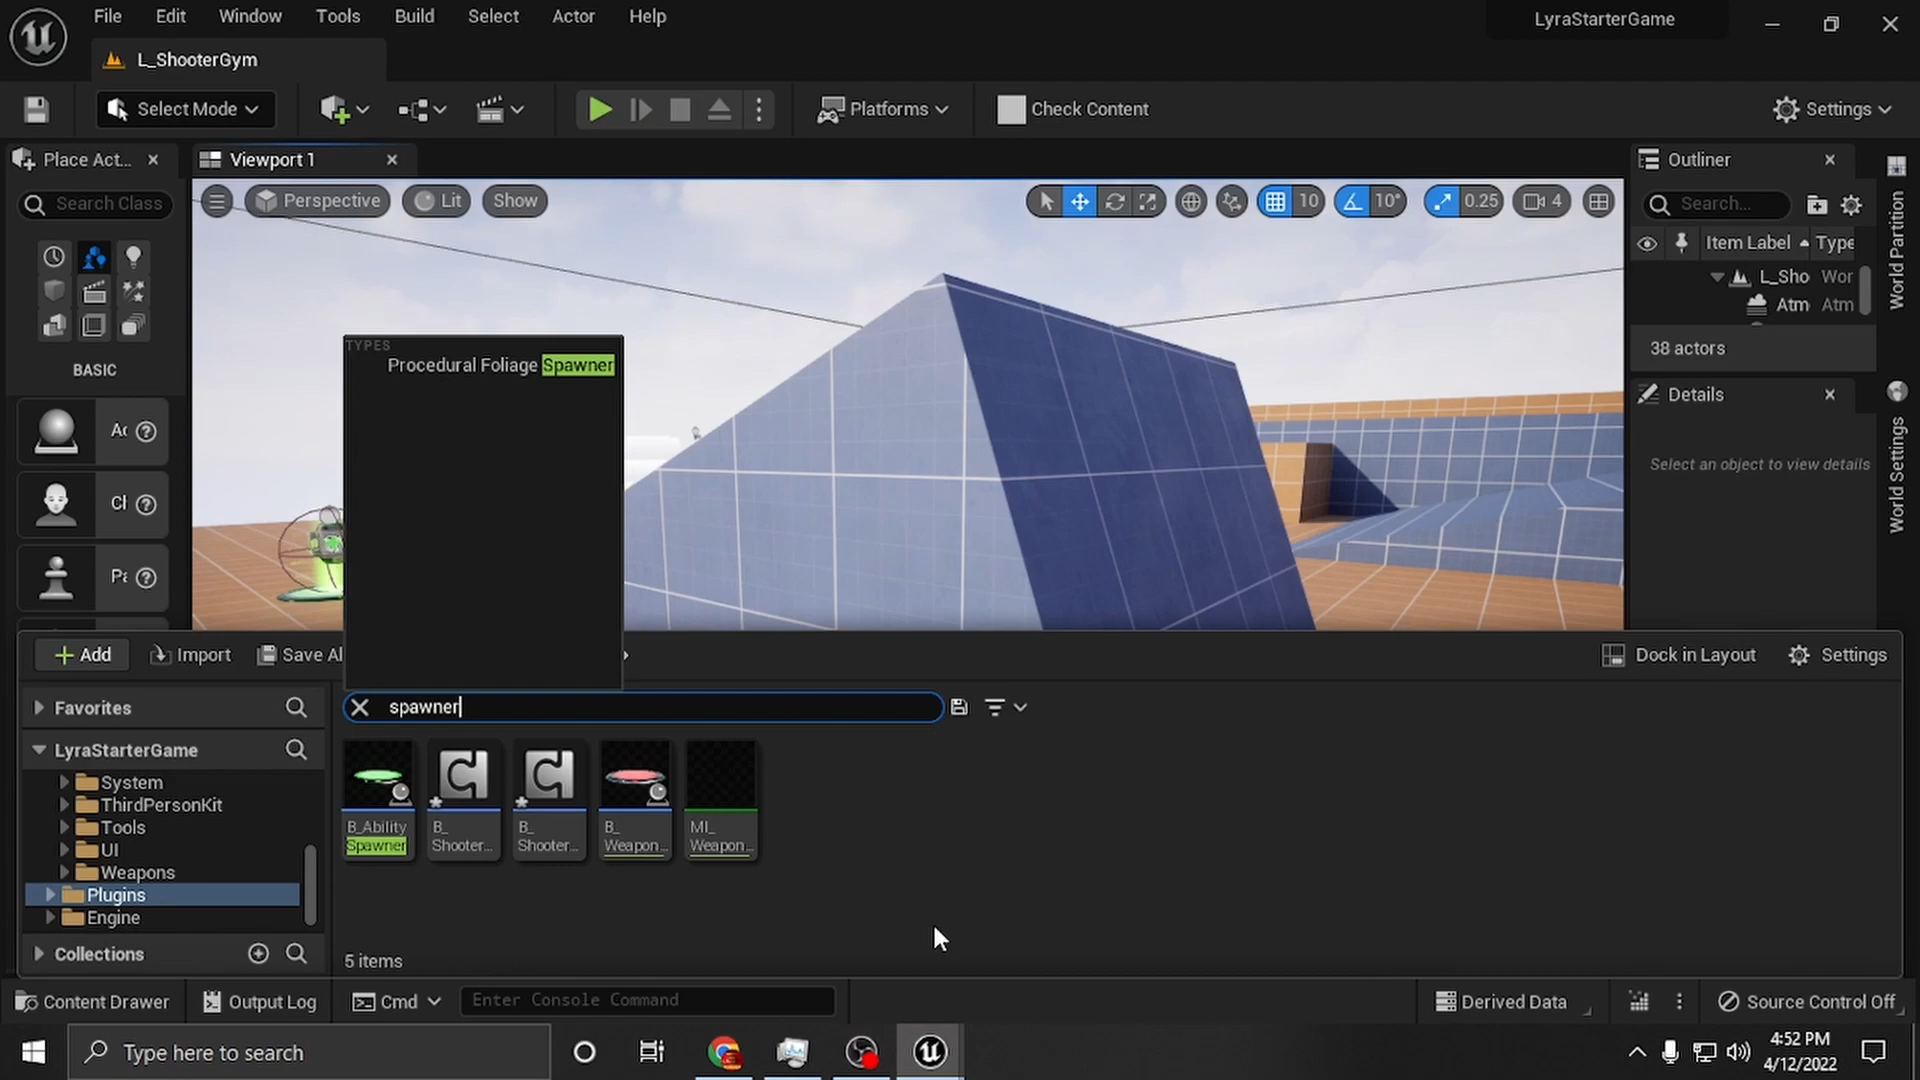 File Edit Window Tools Build Select Actor Help LyraStarterGame
L_ShooterGym
Select Mode Platforms Check Content Settings
Place Act... Viewport 1 Outliner
Search Class Perspective Lit Show 10 10° 0.25 4 Search...
Item Label Type
L_Sho Wor
Atm Atm
38 actors
World Partition
BASIC
TYPES
Procedural Foliage Spawner
Details
Select an object to view details
World Settings
Add Import Save Al Dock in Layout Settings
Favorites spawner
LyraStarterGame
System
ThirdPersonKit
Tools
UI
Weapons
Plugins
Engine
Collections
B_Ability
Spawner
B_
Shooter...
B_
Shooter...
B_
Weapon...
MI_
Weapon...
5 items
Content Drawer Output Log Cmd Enter Console Command Derived Data Source Control Off
Type here to search
4:52 PM
4/12/2022